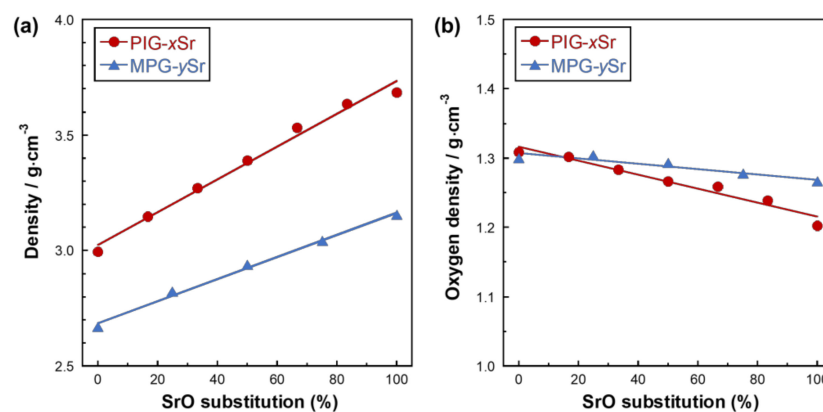 (a)
4.0
3.5
3.0
2.5
Density / g·cm⁻³
PIG-xSr
MPG-ySr
0
20
40
60
80
100
SrO substitution (%)
(b)
1.5
1.4
1.3
1.2
1.1
1.0
Oxygen density / g·cm⁻³
PIG-xSr
MPG-ySr
0
20
40
60
80
100
SrO substitution (%)